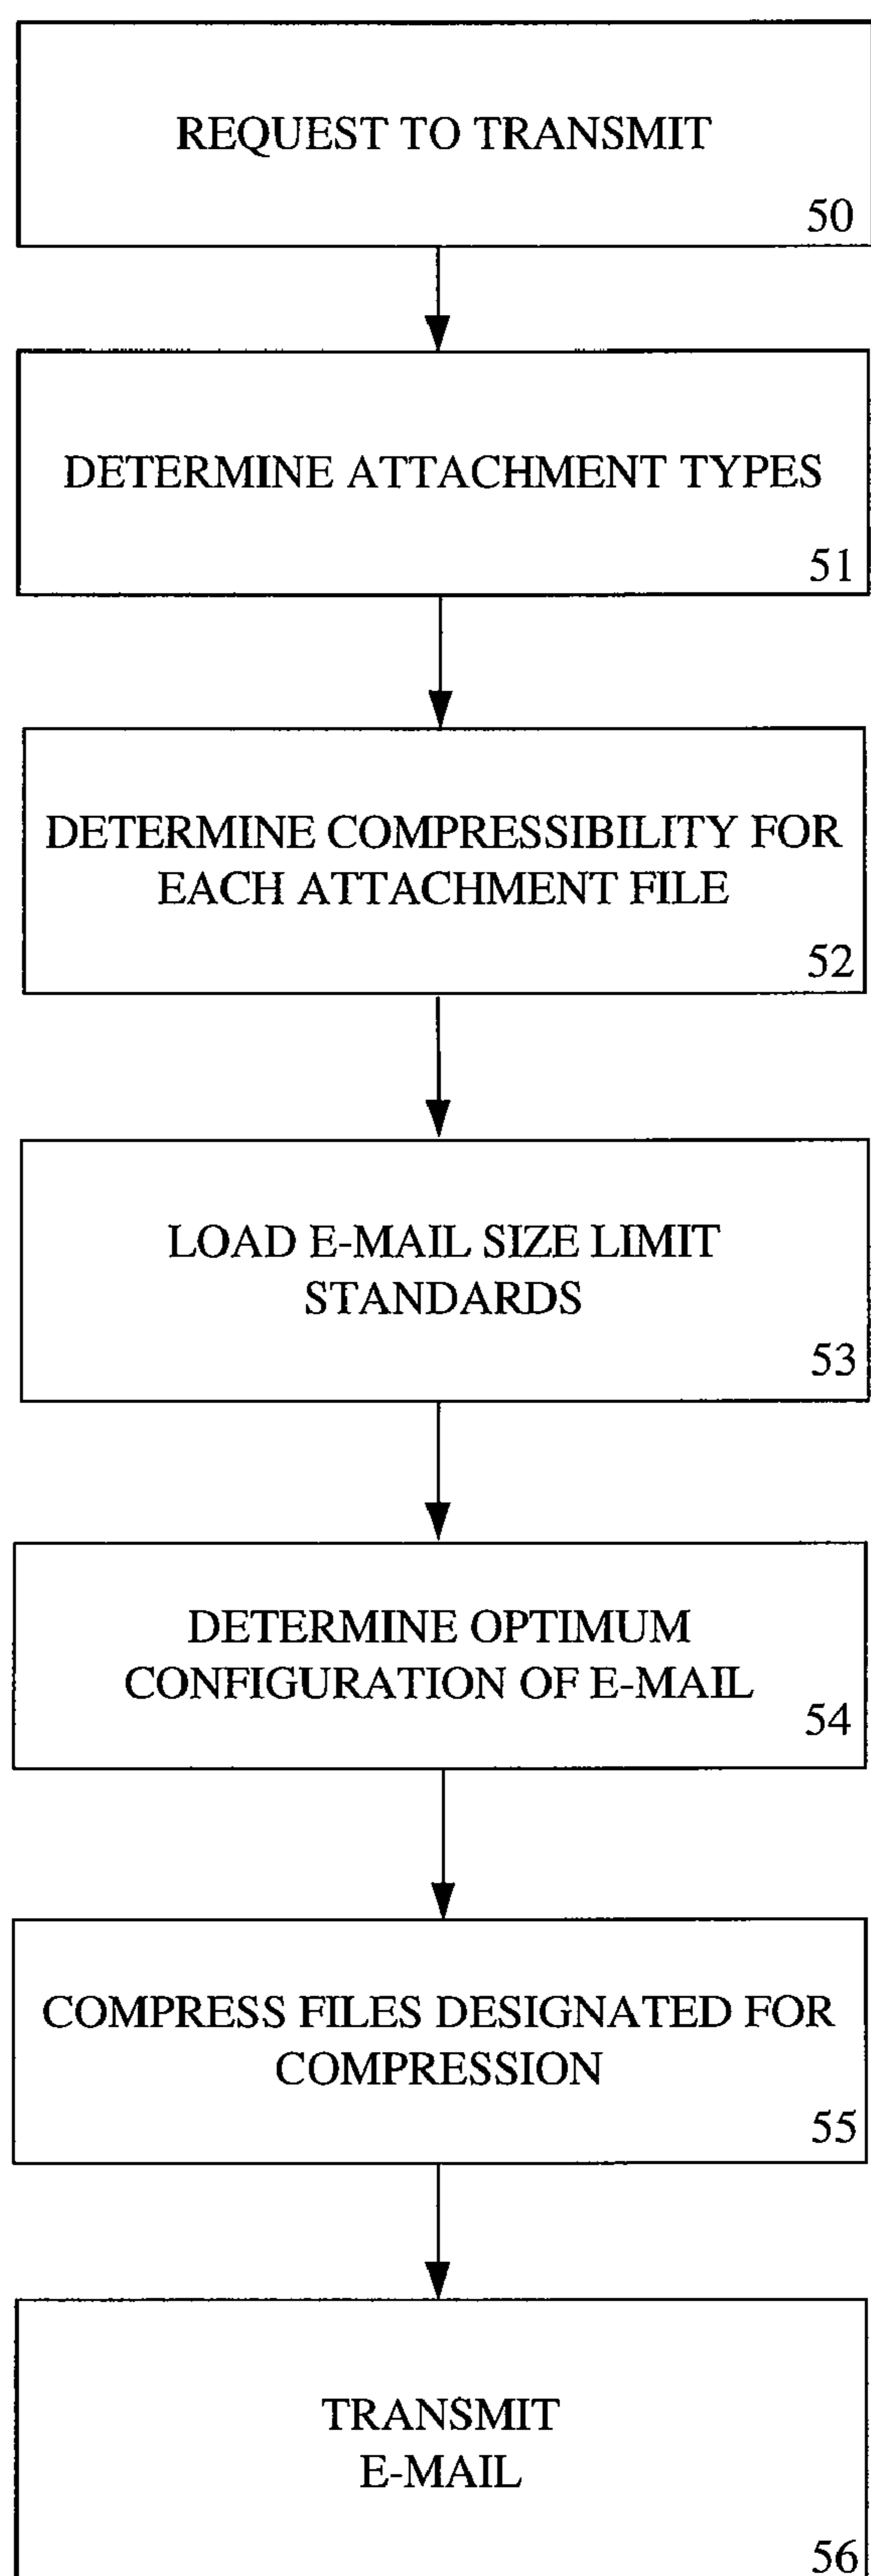 REQUEST TO TRANSMIT
50
DETERMINE ATTACHMENT TYPES
51
DETERMINE COMPRESSIBILITY FOR
EACH ATTACHMENT FILE
52
LOAD E-MAIL SIZE LIMIT
STANDARDS
53
DETERMINE OPTIMUM
CONFIGURATION OF E-MAIL
54
COMPRESS FILES DESIGNATED FOR
COMPRESSION
55
TRANSMIT
E-MAIL
56